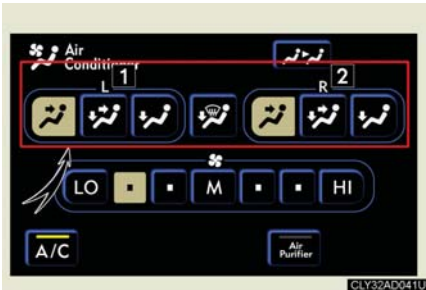 Air
Conditioner
L
1
R
2
LO
M
HI
A/C
Air
Purifier
CLY32AD041U